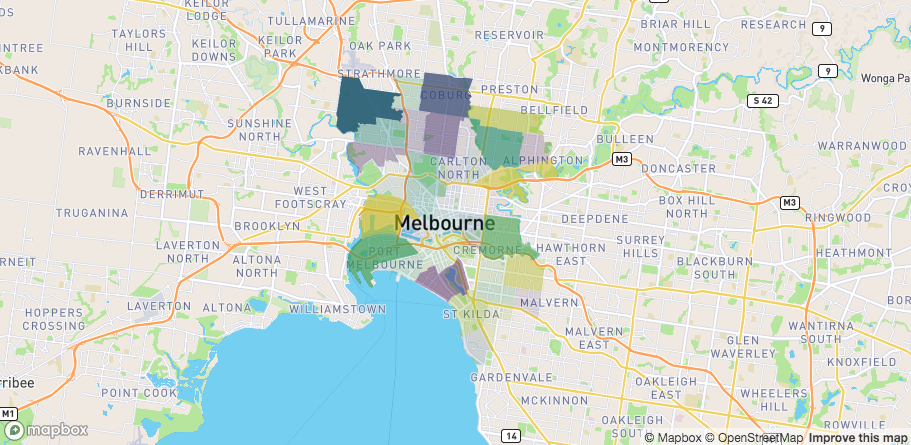 KEILOR
LODGE
TULLAMARINE
BRIAR HILL
RESEARCH
9
TAYLORS
HILL
KEILOR
DOWNS
KEILOR
PARK
OAK PARK
RESERVOIR
MONTMORENCY
NTREE
KBANK
STRATHMORE
9
Wonga Pa
COBURG
PRESTON
BURNSIDE
BELLFIELD
S 42
SUNSHINE
NORTH
BULLEEN
WARRANWOOD
RAVENHALL
CARLTON
NORTH
ALPHINGTON
M3
DONCASTER
CRO
DERRIMUT
WEST
FOOTSCRAY
BOX HILL
NORTH
M3
TRUGANINA
BROOKLYN
Melbourne
DEEPDENE
RINGWOOD
LAVERTON
NORTH
PORT
MELBOURNE
CREMORNE
HAWTHORN
EAST
SURREY
HILLS
HEATHMONT
RNEIT
ALTONA
NORTH
BLACKBURN
SOUTH
BA
LAVERTON
ALTONA
WILLIAMSTOWN
ST KILDA
MALVERN
HOPPERS
CROSSING
MALVERN
EAST
WANTIRNA
SOUTH
GLEN
WAVERLEY
KNOXFIELD
rribee
POINT COOK
GARDENVALE
OAKLEIGH
EAST
WHEELERS
HILL
MCKINNON
M1
OAKLEIGH
SOUTH
ROWVILLE
mapbox
14
© Mapbox © OpenStreetMap Improve this map